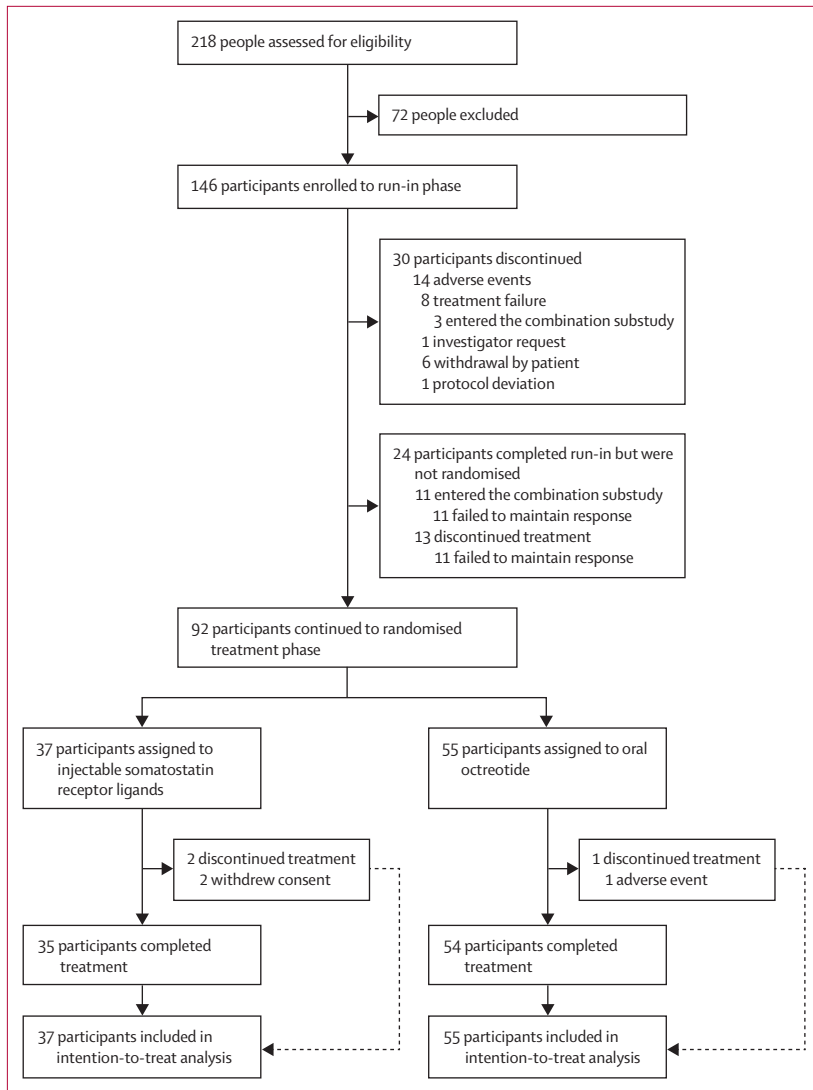 218 people assessed for eligibility
72 people excluded
146 participants enrolled to run-in phase
30 participants discontinued
14 adverse events
8 treatment failure
3 entered the combination substudy
1 investigator request
6 withdrawal by patient
1 protocol deviation
24 participants completed run-in but were
not randomised
11 entered the combination substudy
11 failed to maintain response
13 discontinued treatment
11 failed to maintain response
92 participants continued to randomised
treatment phase
37 participants assigned to
injectable somatostatin
receptor ligands
55 participants assigned to oral
octreotide
2 discontinued treatment
2 withdrew consent
1 discontinued treatment
1 adverse event
35 participants completed
treatment
54 participants completed
treatment
37 participants included in
intention-to-treat analysis
55 participants included in
intention-to-treat analysis